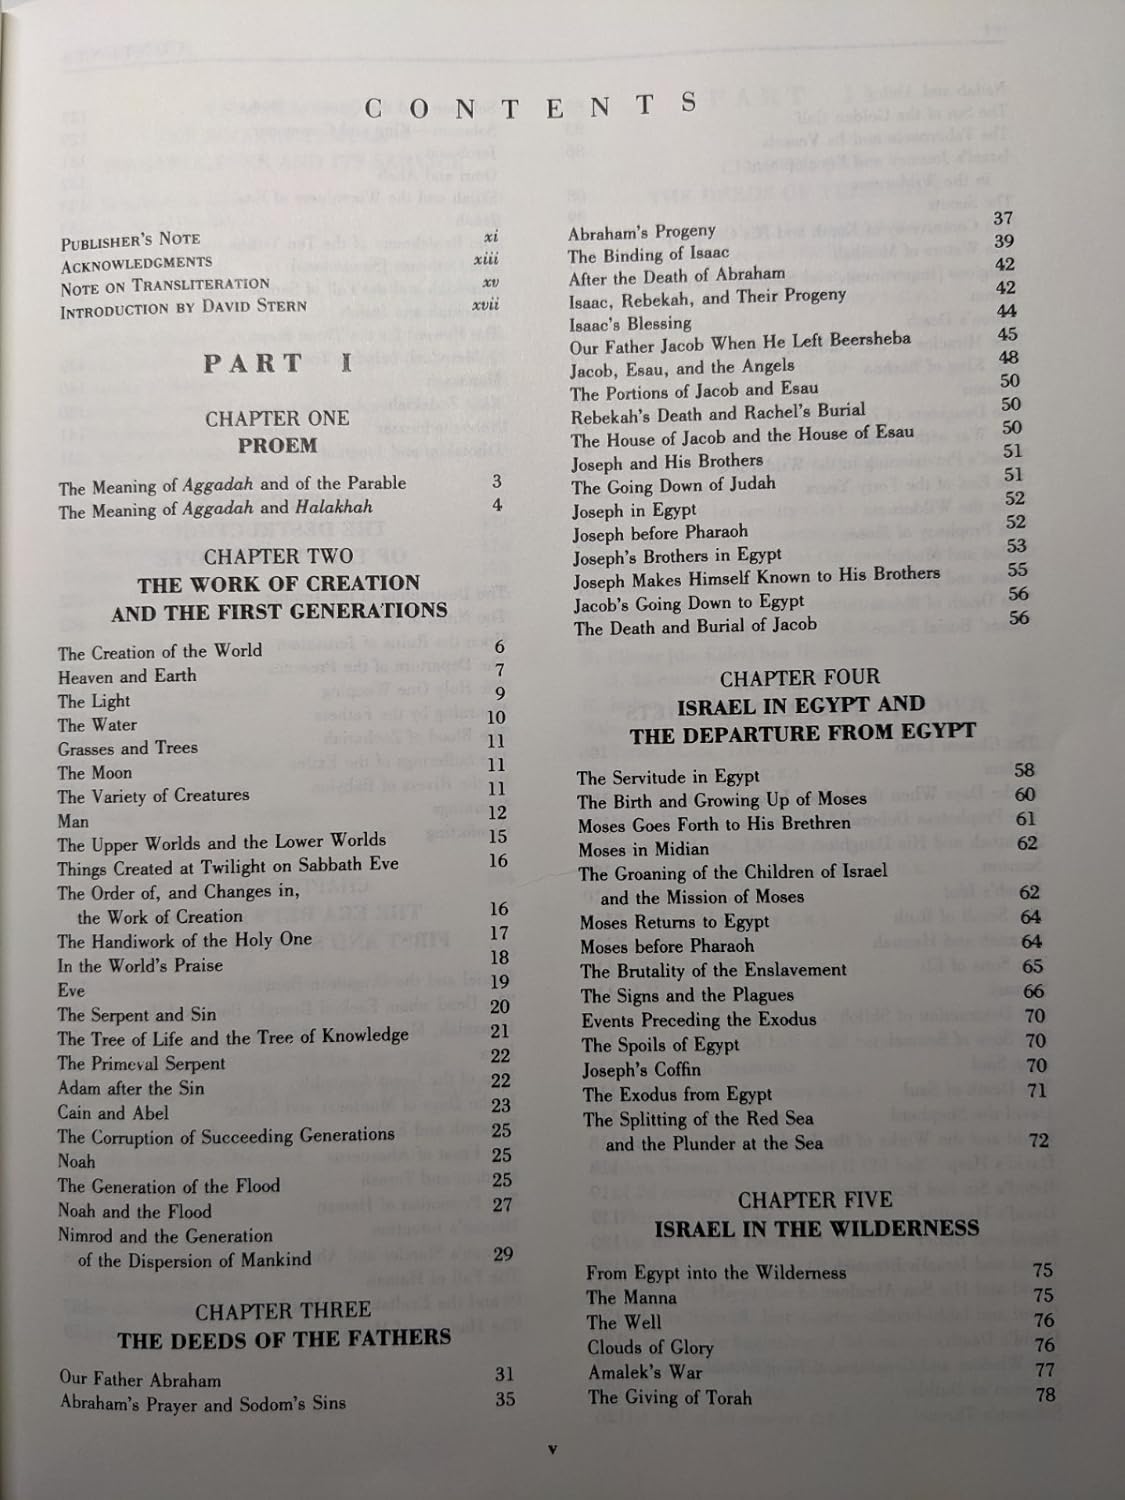 CONTENTS
PUBLISHER'S NOTE xi
ACKNOWLEDGMENTS xiii
NOTE ON TRANSLITERATION xv
INTRODUCTION BY DAVID STERN xvii
PART I
CHAPTER ONE
PROEM
The Meaning of Aggadah and of the Parable 3
The Meaning of Aggadah and Halakhah 4
CHAPTER TWO
THE WORK OF CREATION
AND THE FIRST GENERATIONS
The Creation of the World 6
Heaven and Earth 7
The Light 9
The Water 10
Grasses and Trees 11
The Moon 11
The Variety of Creatures 11
Man 12
The Upper Worlds and the Lower Worlds 15
Things Created at Twilight on Sabbath Eve 16
The Order of, and Changes in,
the Work of Creation 16
The Handiwork of the Holy One 17
In the World's Praise 18
Eve 19
The Serpent and Sin 20
The Tree of Life and the Tree of Knowledge 21
The Primeval Serpent 22
Adam after the Sin 22
Cain and Abel 23
The Corruption of Succeeding Generations 25
Noah 25
The Generation of the Flood 25
Noah and the Flood 27
Nimrod and the Generation
of the Dispersion of Mankind 29
CHAPTER THREE
THE DEEDS OF THE FATHERS
Our Father Abraham 31
Abraham's Prayer and Sodom's Sins 35
Abraham's Progeny 37
The Binding of Isaac 39
After the Death of Abraham 42
Isaac, Rebekah, and Their Progeny 42
Isaac's Blessing 44
Our Father Jacob When He Left Beersheba 45
Jacob, Esau, and the Angels 48
The Portions of Jacob and Esau 50
Rebekah's Death and Rachel's Burial 50
The House of Jacob and the House of Esau 50
Joseph and His Brothers 51
The Going Down of Judah 51
Joseph in Egypt 52
Joseph before Pharaoh 52
Joseph's Brothers in Egypt 53
Joseph Makes Himself Known to His Brothers 55
Jacob's Going Down to Egypt 56
The Death and Burial of Jacob 56
CHAPTER FOUR
ISRAEL IN EGYPT AND
THE DEPARTURE FROM EGYPT
The Servitude in Egypt 58
The Birth and Growing Up of Moses 60
Moses Goes Forth to His Brethren 61
Moses in Midian 62
The Groaning of the Children of Israel
and the Mission of Moses 62
Moses Returns to Egypt 64
Moses before Pharaoh 64
The Brutality of the Enslavement 65
The Signs and the Plagues 66
Events Preceding the Exodus 70
The Spoils of Egypt 70
Joseph's Coffin 70
The Exodus from Egypt 71
The Splitting of the Red Sea
and the Plunder at the Sea 72
CHAPTER FIVE
ISRAEL IN THE WILDERNESS
From Egypt into the Wilderness 75
The Manna 75
The Well 76
Clouds of Glory 76
Amalek's War 77
The Giving of Torah 78
v